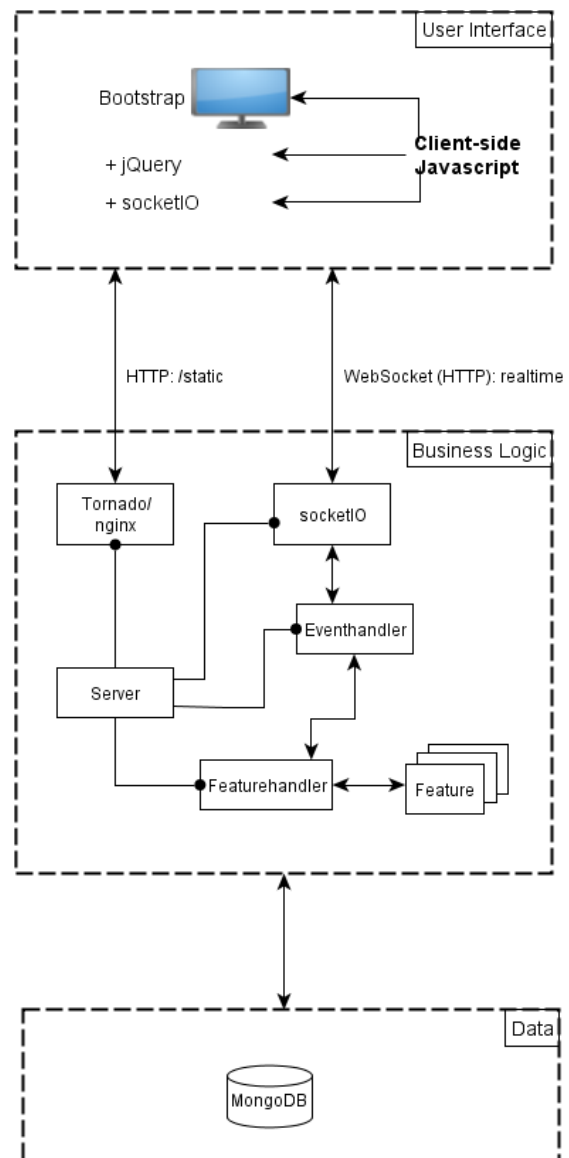 User Interface
Bootstrap
Client-side
Javascript
+ jQuery
+ socketIO
HTTP: /static
WebSocket (HTTP): realtime
Business Logic
Tornado/
nginx
socketIO
Eventhandler
Server
Featurehandler
Feature
Data
MongoDB